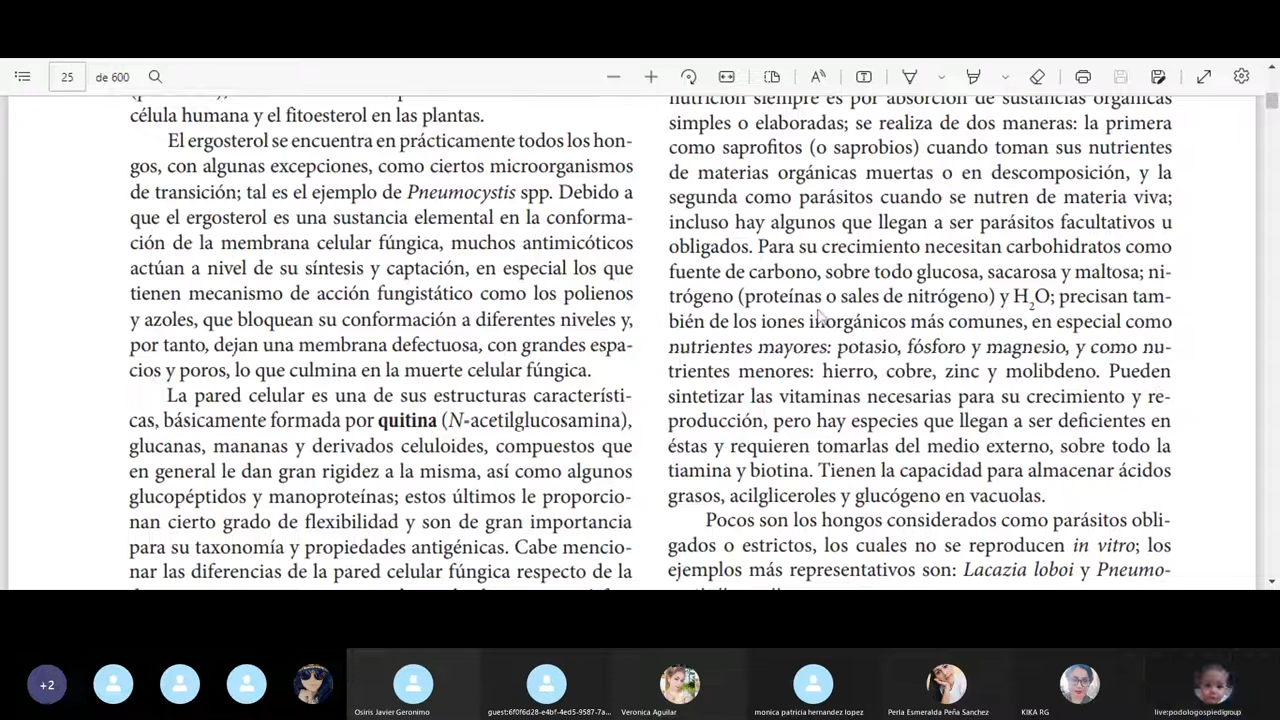 25
de 600
célula humana y el fitoesterol en las plantas.
El ergosterol se encuentra en prácticamente todos los hon-
gos, con algunas excepciones, como ciertos microorganismos
de transición; tal es el ejemplo de Pneumocystis spp. Debido a
que el ergosterol es una sustancia elemental en la conforma-
ción de la membrana celular fúngica, muchos antimicóticos
actúan a nivel de su síntesis y captación, en especial los que
tienen mecanismo de acción fungistático como los polienos
y azoles, que bloquean su conformación a diferentes niveles y,
por tanto, dejan una membrana defectuosa, con grandes espa-
cios y poros, lo que culmina en la muerte celular fúngica.
La pared celular es una de sus estructuras característi-
cas, básicamente formada por quitina (N-acetilglucosamina),
glucanas, mananas y derivados celuloides, compuestos que
en general le dan gran rigidez a la misma, así como algunos
glucopéptidos y manoproteínas; estos últimos le proporcio-
nan cierto grado de flexibilidad y son de gran importancia
para su taxonomía y propiedades antigénicas. Cabe mencio-
nar las diferencias de la pared celular fúngica respecto de la
nutrición siempre es por absorción de sustancias orgánicas
simples o elaboradas; se realiza de dos maneras: la primera
como saprofitos (o saprobios) cuando toman sus nutrientes
de materias orgánicas muertas o en descomposición, y la
segunda como parásitos cuando se nutren de materia viva;
incluso hay algunos que llegan a ser parásitos facultativos u
obligados. Para su crecimiento necesitan carbohidratos como
fuente de carbono, sobre todo glucosa, sacarosa y maltosa; ni-
trógeno (proteínas o sales de nitrógeno) y H2O; precisan tam-
bién de los iones inorgánicos más comunes, en especial como
nutrientes mayores: potasio, fósforo y magnesio, y como nu-
trientes menores: hierro, cobre, zinc y molibdeno. Pueden
sintetizar las vitaminas necesarias para su crecimiento y re-
producción, pero hay especies que llegan a ser deficientes en
éstas y requieren tomarlas del medio externo, sobre todo la
tiamina y biotina. Tienen la capacidad para almacenar ácidos
grasos, acilgliceroles y glucógeno en vacuolas.
Pocos son los hongos considerados como parásitos obli-
gados o estrictos, los cuales no se reproducen in vitro; los
ejemplos más representativos son: Lacazia loboi y Pneumo-
+2
Osiris Javier Geronimo
guest:6f0f6d28-e4bf-4ed5-9587-7a...
Veronica Aguilar
monica patricia hernandez lopez
Perla Esmeralda Peña Sanchez
KIKA RG
live:podologospiedigroup